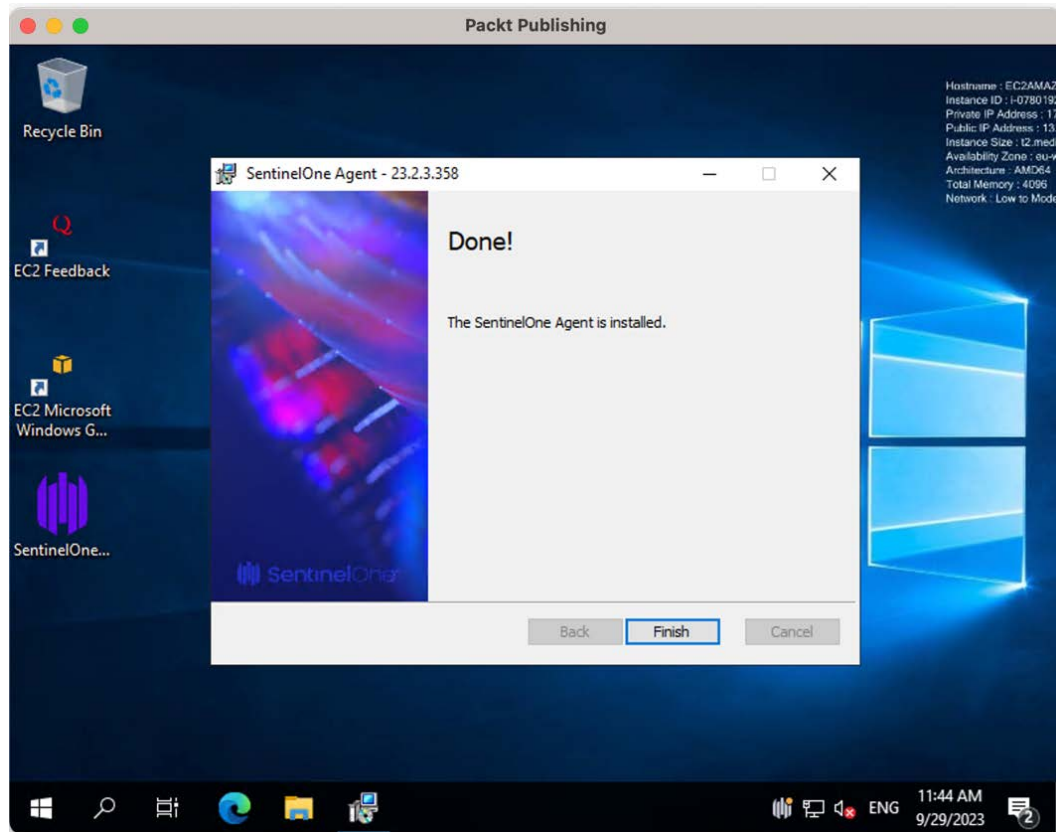 Packt Publishing
Recycle Bin
EC2 Feedback
EC2 Microsoft
Windows G...
SentinelOne...
Hostname : EC2AMAZ
Instance ID : i-0780192
Private IP Address : 17
Public IP Address : 13
Instance Size : t2.medi
Availability Zone : eu-w
Architecture : AMD64
Total Memory : 4096
Network : Low to Mode
SentinelOne Agent - 23.2.3.358
Done!
The SentinelOne Agent is installed.
SentinelOne
Back
Finish
Cancel
ENG
11:44 AM
9/29/2023
2